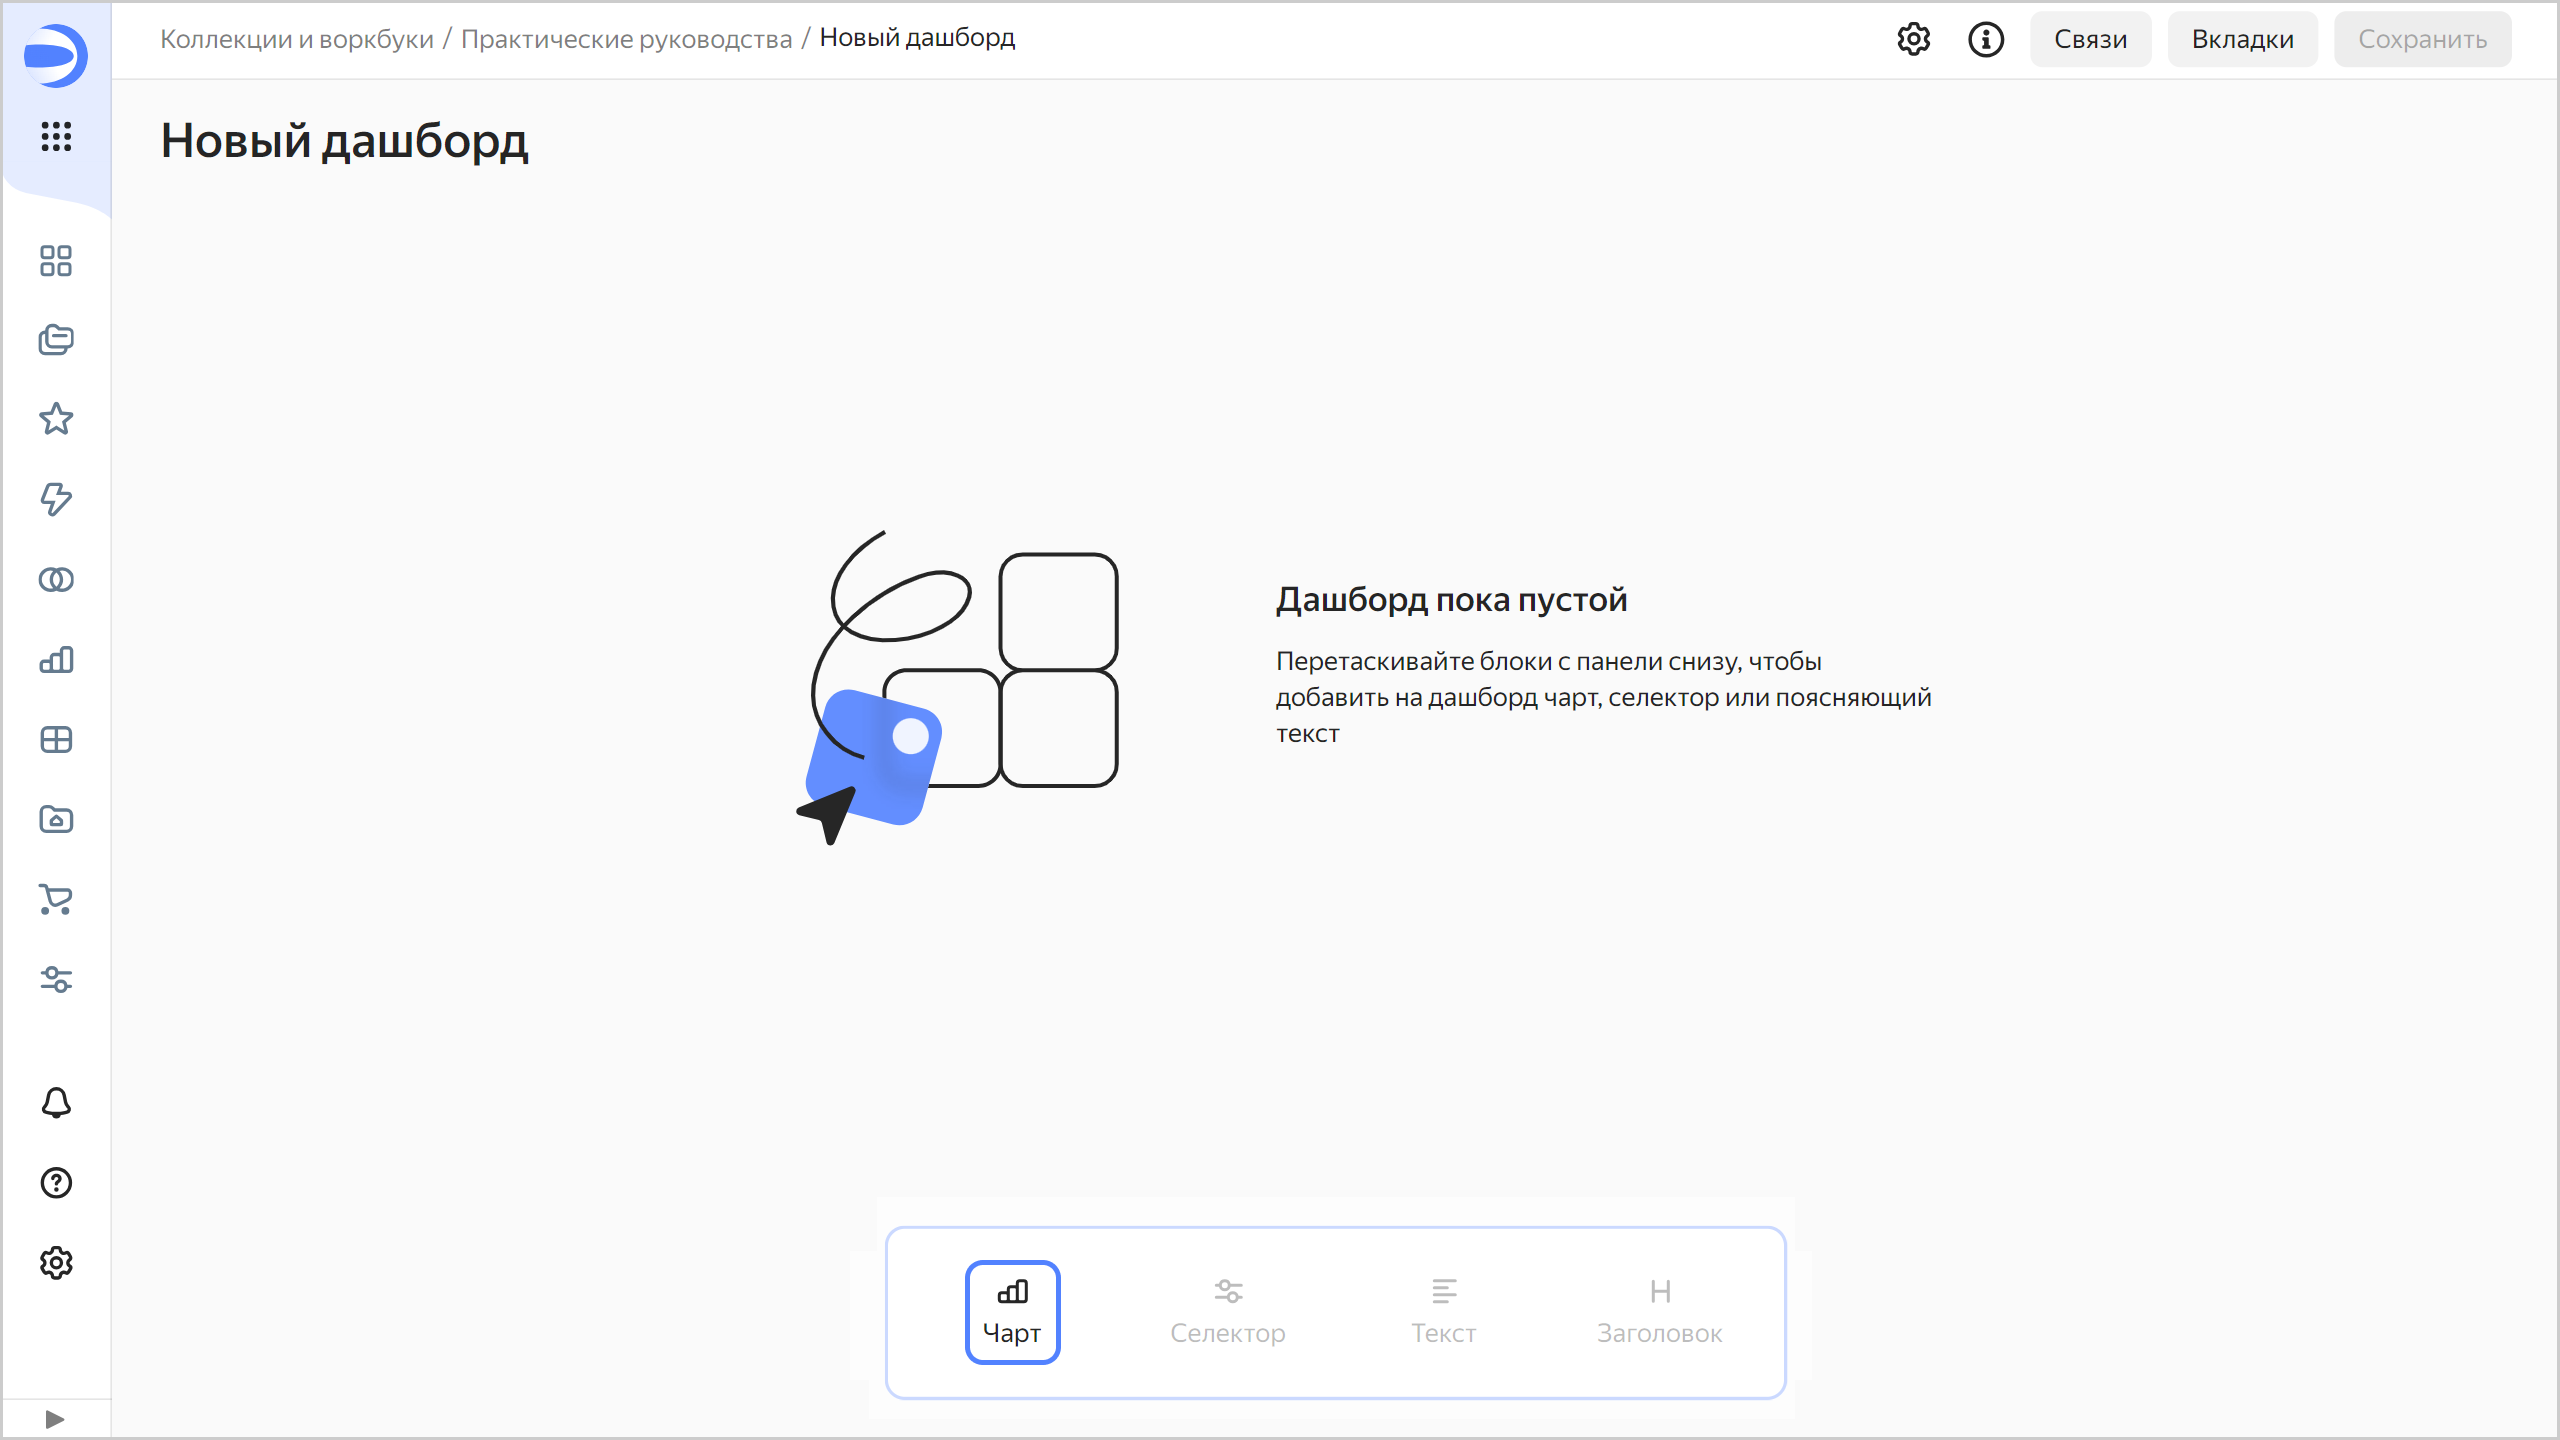 Коллекции и воркбуки / Практические руководства / Новый дашборд
Связи
Вкладки
Сохранить
Новый дашборд
Дашборд пока пустой
Перетаскивайте блоки с панели снизу, чтобы
добавить на дашборд чарт, селектор или поясняющий
текст
Чарт
Селектор
Текст
Заголовок